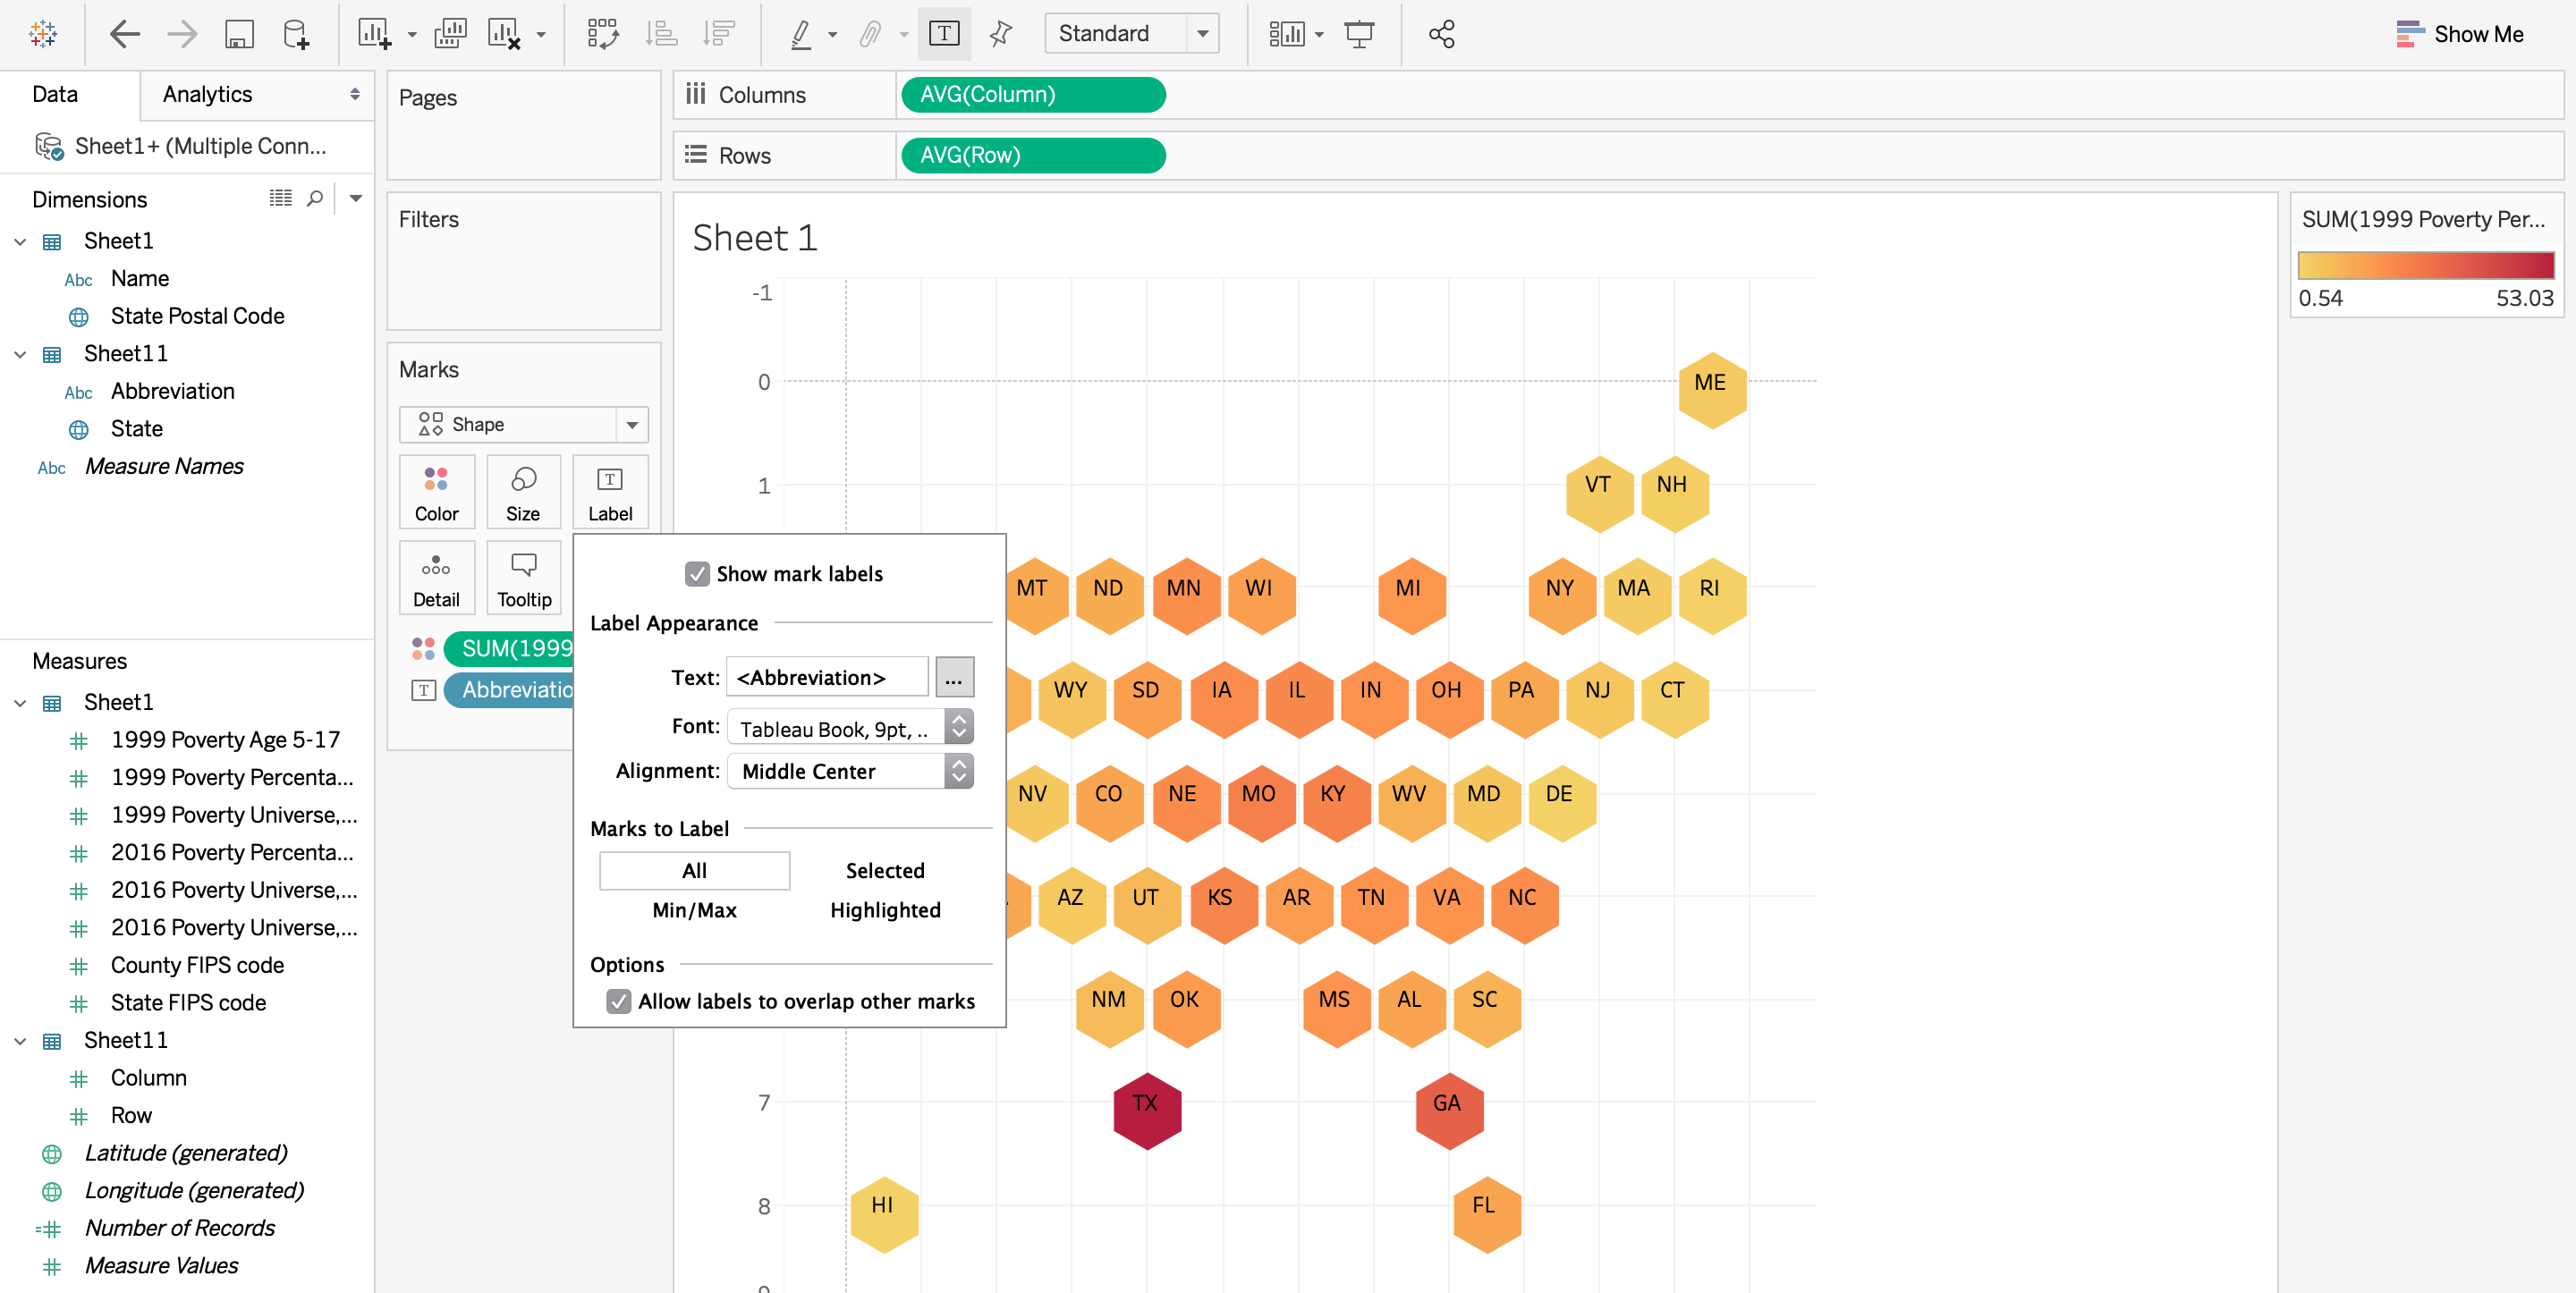 Standard
Show Me
Data
Analytics
Sheet1+ (Multiple Conn...
Dimensions
Sheet1
Abc Name
State Postal Code
Sheet11
Abc Abbreviation
State
Abc Measure Names
Measures
Sheet1
1999 Poverty Age 5-17
1999 Poverty Percenta...
1999 Poverty Universe,...
2016 Poverty Percenta...
2016 Poverty Universe,...
2016 Poverty Universe,...
County FIPS code
State FIPS code
Sheet11
Column
Row
Latitude (generated)
Longitude (generated)
Number of Records
Measure Values
Pages
Filters
Marks
Shape
Color
Size
T
Label
Detail
Tooltip
SUM(1999
T Abbreviatio
Show mark labels
Label Appearance
Text: <Abbreviation> ...
Font: Tableau Book, 9pt, ..
Alignment: Middle Center
Marks to Label
All Selected
Min/Max Highlighted
Options
Allow labels to overlap other marks
Columns AVG(Column)
Rows AVG(Row)
Sheet 1
-1
0 ME
1 VT NH
MT ND MN WI MI NY MA RI
WY SD IA IL IN OH PA NJ CT
NV CO NE MO KY WV MD DE
AZ UT KS AR TN VA NC
NM OK MS AL SC
7 TX GA
8 HI FL
SUM(1999 Poverty Per...
0.54 53.03